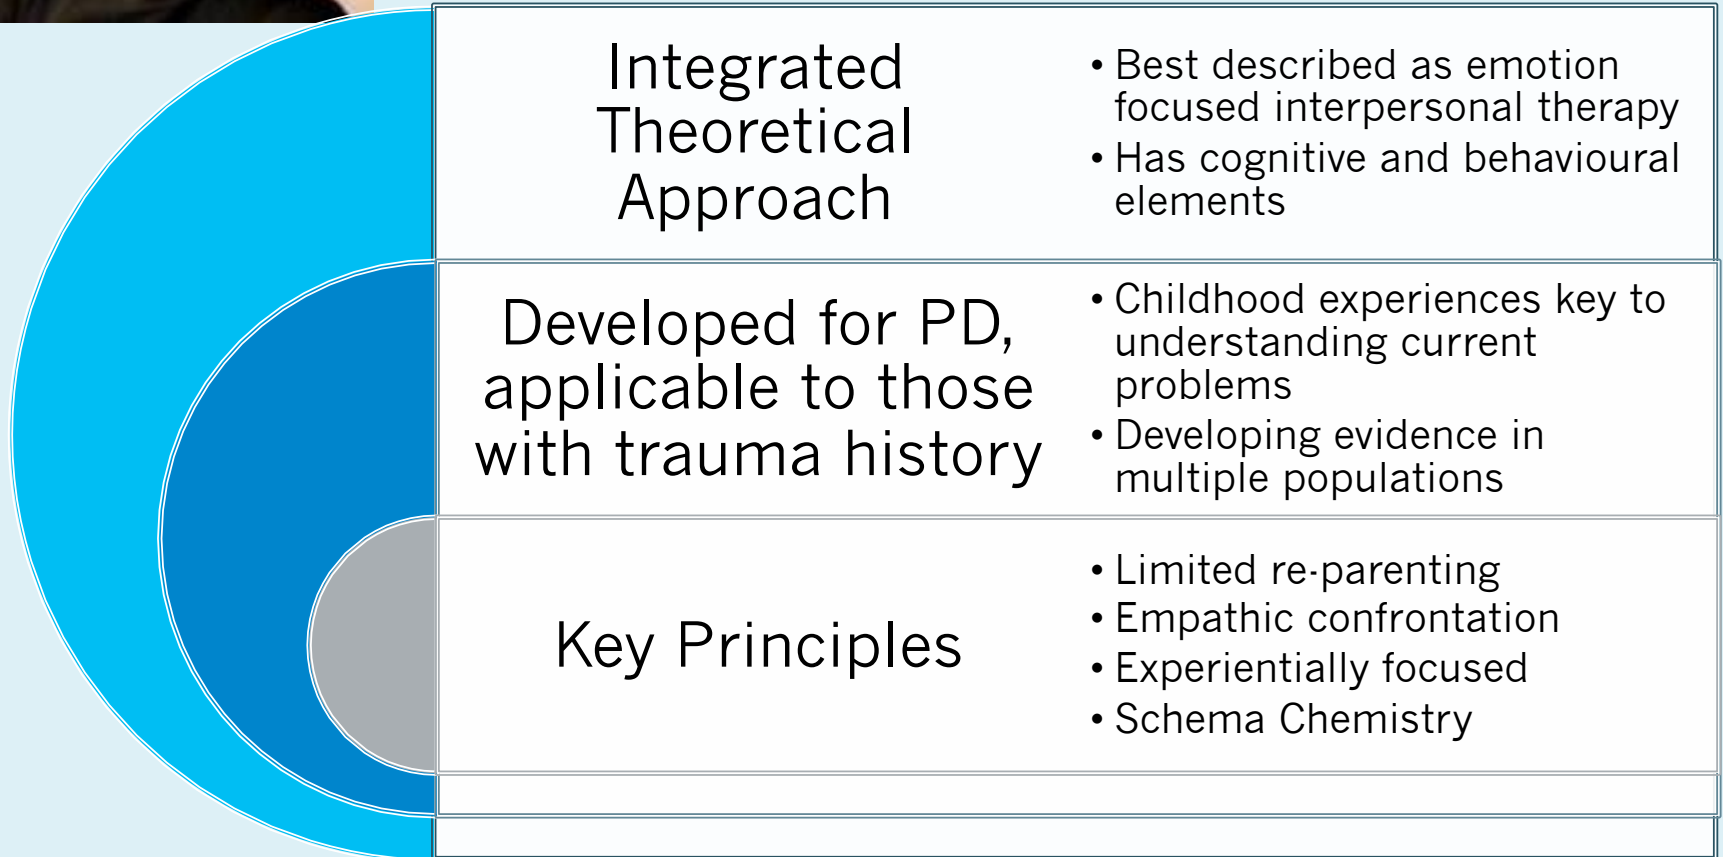 Integrated
Theoretical
Approach
• Best described as emotion
focused interpersonal therapy
• Has cognitive and behavioural
elements
Developed for PD,
applicable to those
with trauma history
• Childhood experiences key to
understanding current
problems
• Developing evidence in
multiple populations
Key Principles
• Limited re-parenting
• Empathic confrontation
• Experientially focused
• Schema Chemistry